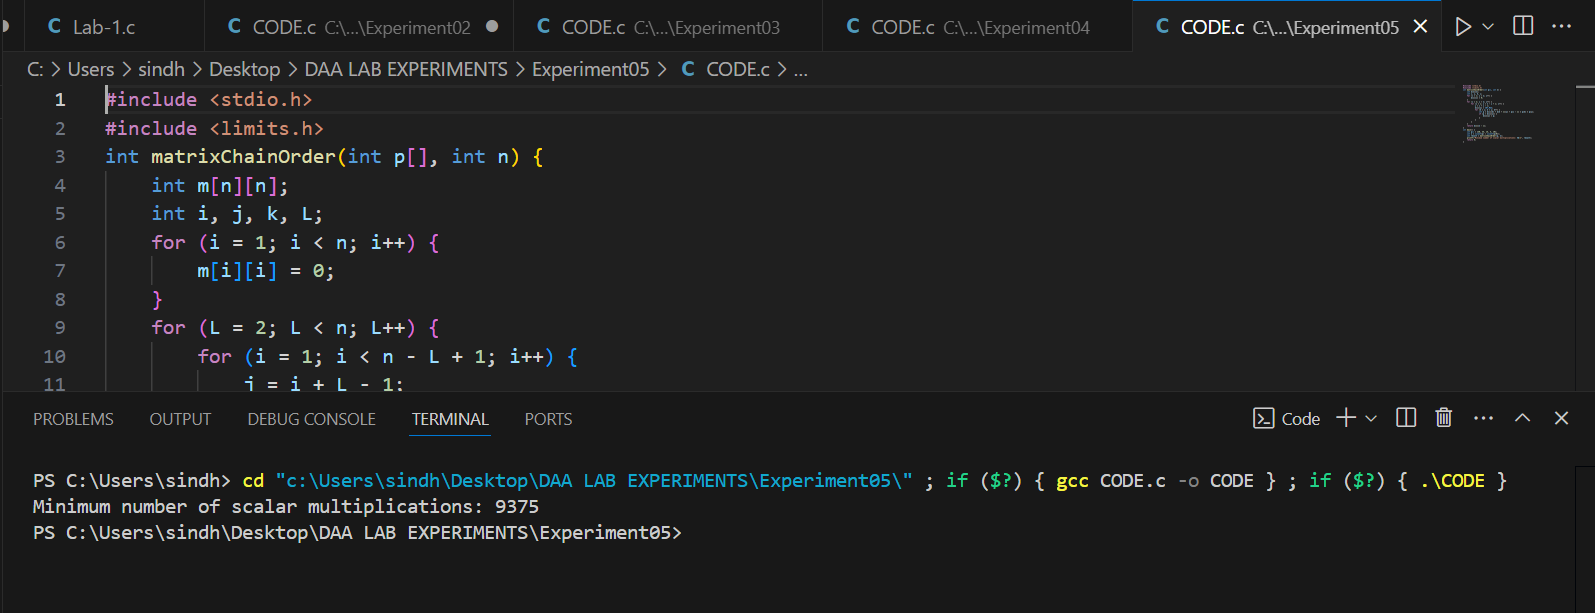 C Lab-1.c C CODE.c C:\...\Experiment02 C CODE.c C:\...\Experiment03 C CODE.c C:\...\Experiment04 C CODE.c C:\...\Experiment05
C: > Users > sindh > Desktop > DAA LAB EXPERIMENTS > Experiment05 > C CODE.c > ...
1 #include <stdio.h>
2 #include <limits.h>
3 int matrixChainOrder(int p[], int n) {
4 int m[n][n];
5 int i, j, k, L;
6 for (i = 1; i < n; i++) {
7 m[i][i] = 0;
8 }
9 for (L = 2; L < n; L++) {
10 for (i = 1; i < n - L + 1; i++) {
11 j = i + L - 1;
PROBLEMS OUTPUT DEBUG CONSOLE TERMINAL PORTS Code
PS C:\Users\sindh> cd "c:\Users\sindh\Desktop\DAA LAB EXPERIMENTS\Experiment05\" ; if ($?) { gcc CODE.c -o CODE } ; if ($?) { .\CODE }
Minimum number of scalar multiplications: 9375
PS C:\Users\sindh\Desktop\DAA LAB EXPERIMENTS\Experiment05>